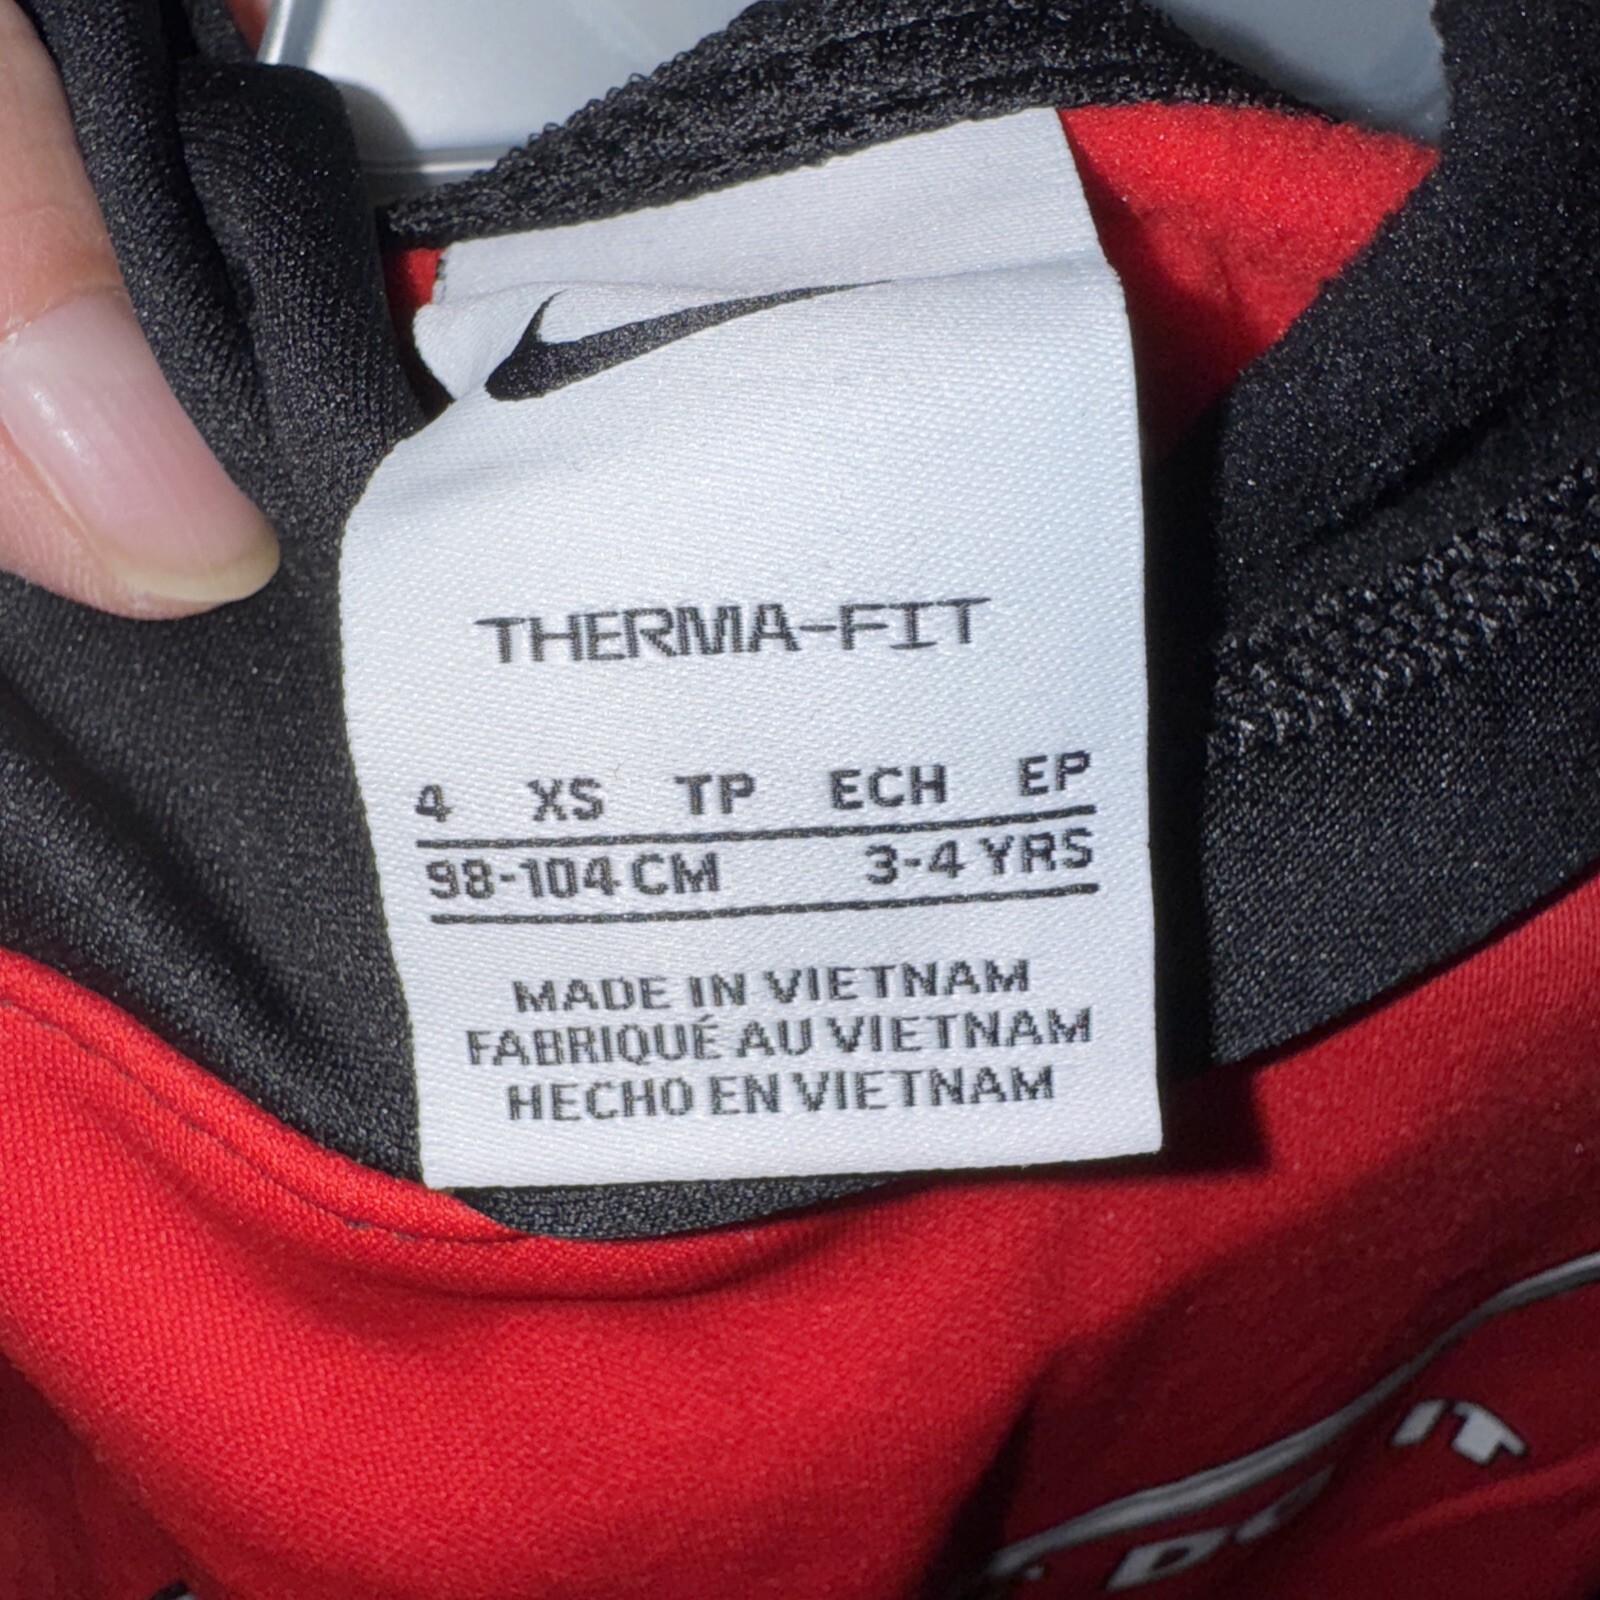 THERMA-FIT
4 XS TP ECH EP
98-104 CM 3-4 YRS
MADE IN VIETNAM
FABRIQUÉ AU VIETNAM
HECHO EN VIETNAM